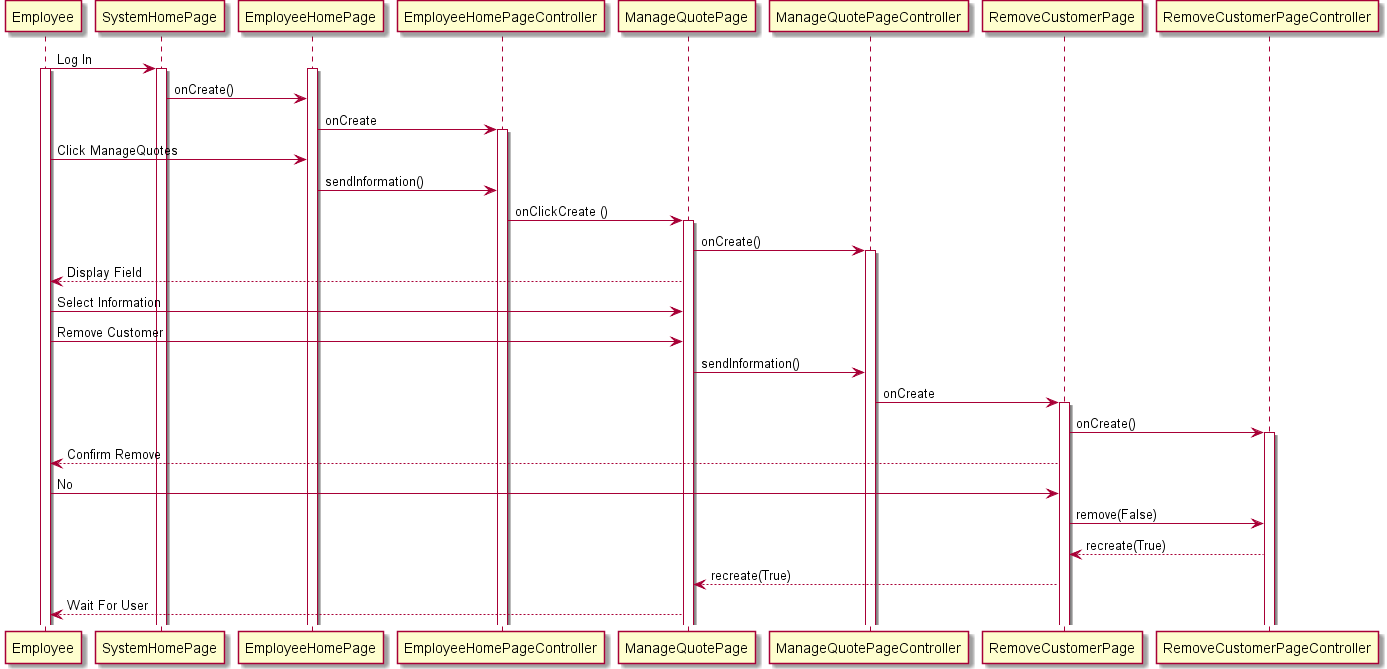 Employee
SystemHomePage
EmployeeHomePage
EmployeeHomePageController
ManageQuotePage
ManageQuotePageController
RemoveCustomerPage
RemoveCustomerPageController
Log In
onCreate()
onCreate
Click ManageQuotes
sendInformation()
onClickCreate ()
onCreate()
Display Field
Select Information
Remove Customer
sendInformation()
onCreate
onCreate()
Confirm Remove
No
remove(False)
recreate(True)
recreate(True)
Wait For User
Employee
SystemHomePage
EmployeeHomePage
EmployeeHomePageController
ManageQuotePage
ManageQuotePageController
RemoveCustomerPage
RemoveCustomerPageController